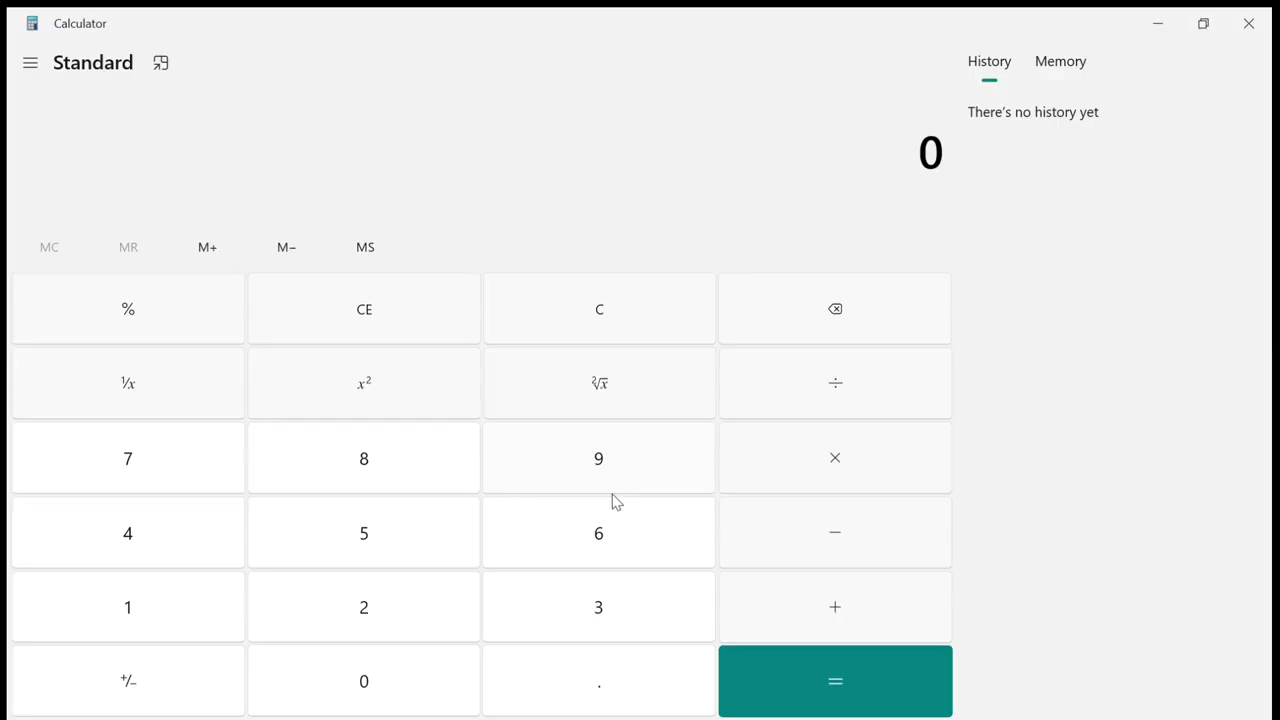 Calculator
Standard
History Memory
There's no history yet
0
MC MR M+ M− MS
% CE C
⅟x x² ²√x ÷
7 8 9 ×
4 5 6 −
1 2 3 +
+/− 0 . =